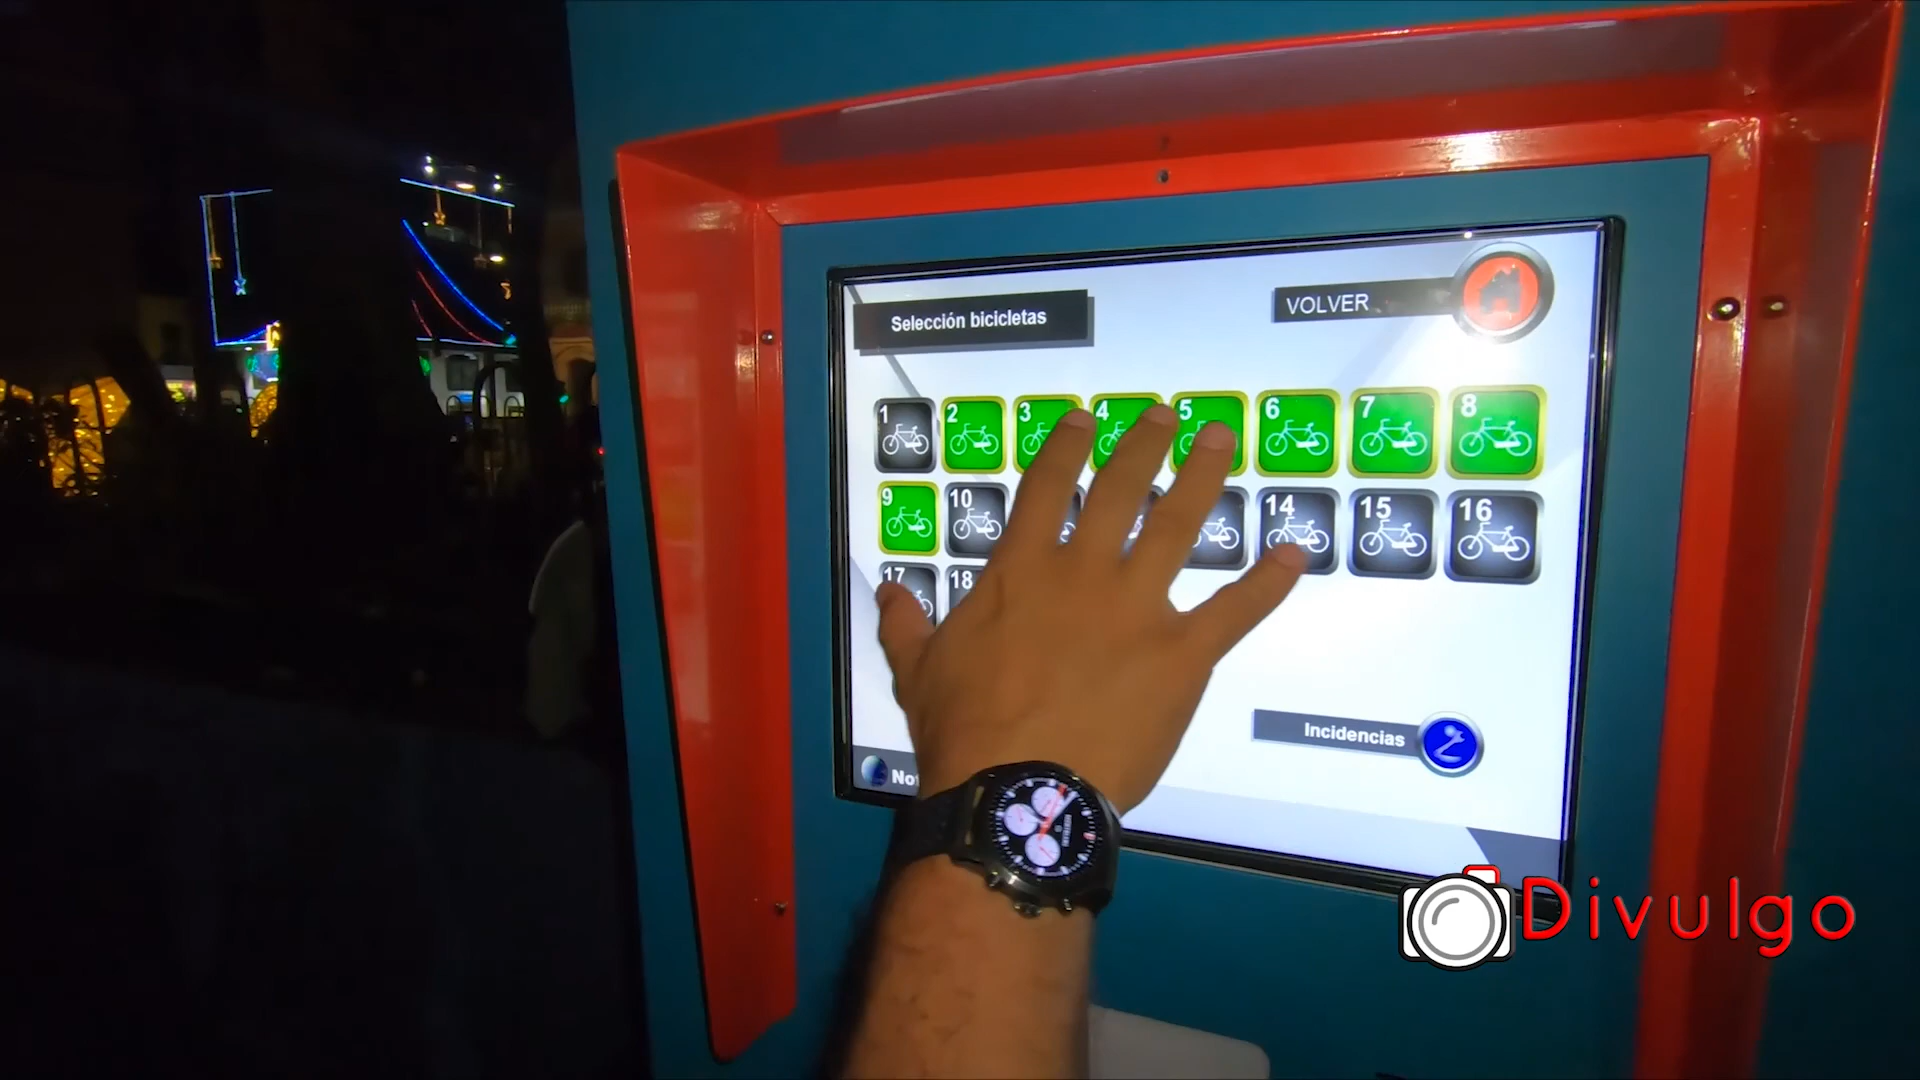 Selección bicicletas
VOLVER
1 2 3 4 5 6 7 8
9 10 14 15 16
17 18
Incidencias
Divulgo